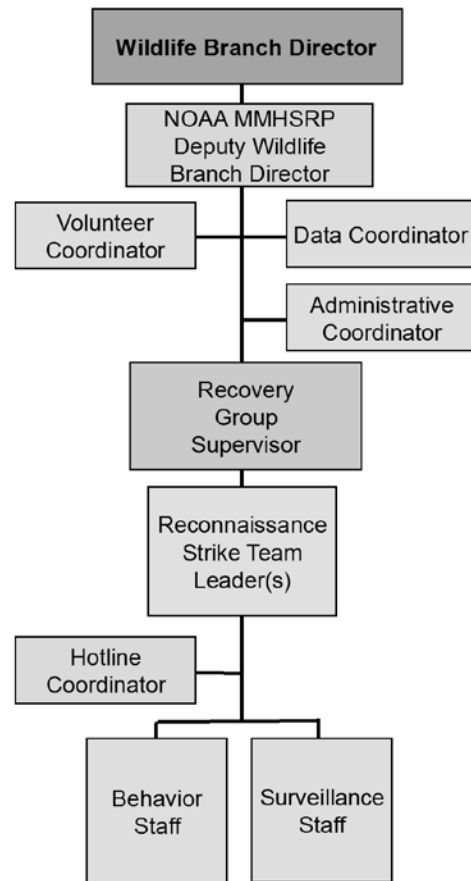 Wildlife Branch Director
NOAA MMHSRP
Deputy Wildlife
Branch Director
Volunteer
Coordinator
Data Coordinator
Administrative
Coordinator
Recovery
Group
Supervisor
Reconnaissance
Strike Team
Leader(s)
Hotline
Coordinator
Behavior
Staff
Surveillance
Staff